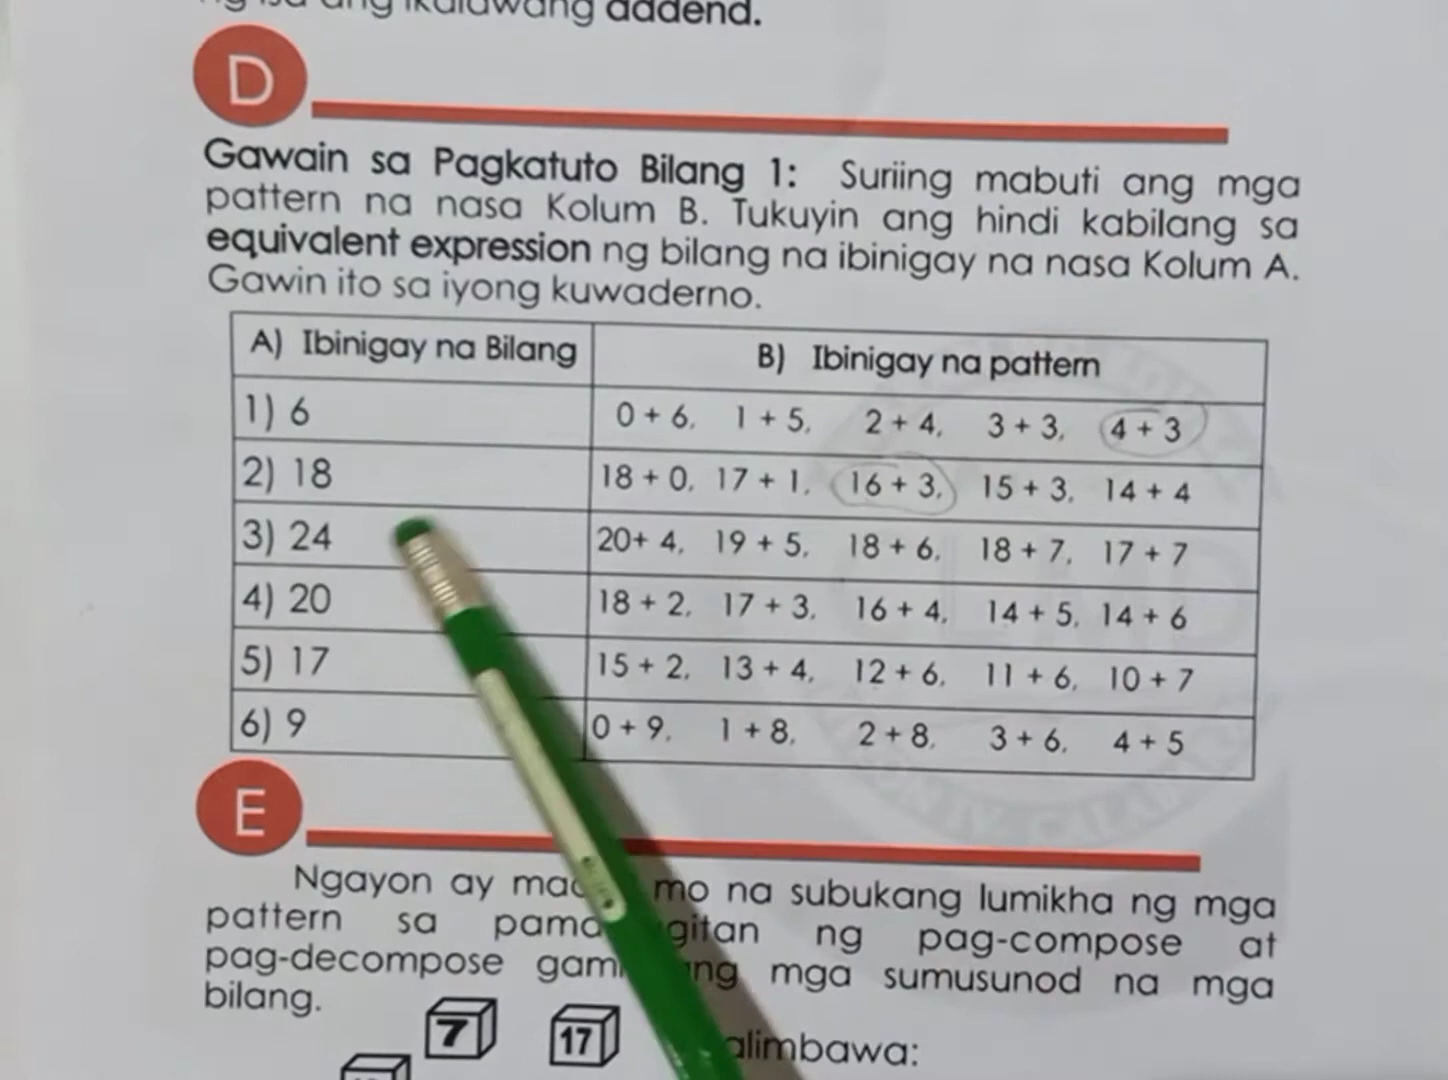 ng isa ang ikalawang addend.
D
Gawain sa Pagkatuto Bilang 1: Suriing mabuti ang mga
pattern na nasa Kolum B. Tukuyin ang hindi kabilang sa
equivalent expression ng bilang na ibinigay na nasa Kolum A.
Gawin ito sa iyong kuwaderno.
A) Ibinigay na Bilang B) Ibinigay na pattern
1) 6 0 + 6, 1 + 5, 2 + 4, 3 + 3, 4 + 3
2) 18 18 + 0, 17 + 1, 16 + 3, 15 + 3, 14 + 4
3) 24 20+ 4, 19 + 5, 18 + 6, 18 + 7, 17 + 7
4) 20 18 + 2, 17 + 3, 16 + 4, 14 + 5, 14 + 6
5) 17 15 + 2, 13 + 4, 12 + 6, 11 + 6, 10 + 7
6) 9 0 + 9, 1 + 8, 2 + 8, 3 + 6, 4 + 5
E
Ngayon ay mo na subukang lumikha ng mga
pattern sa ng pag-compose at
pag-decompose mga sumusunod na mga
bilang.
7 17